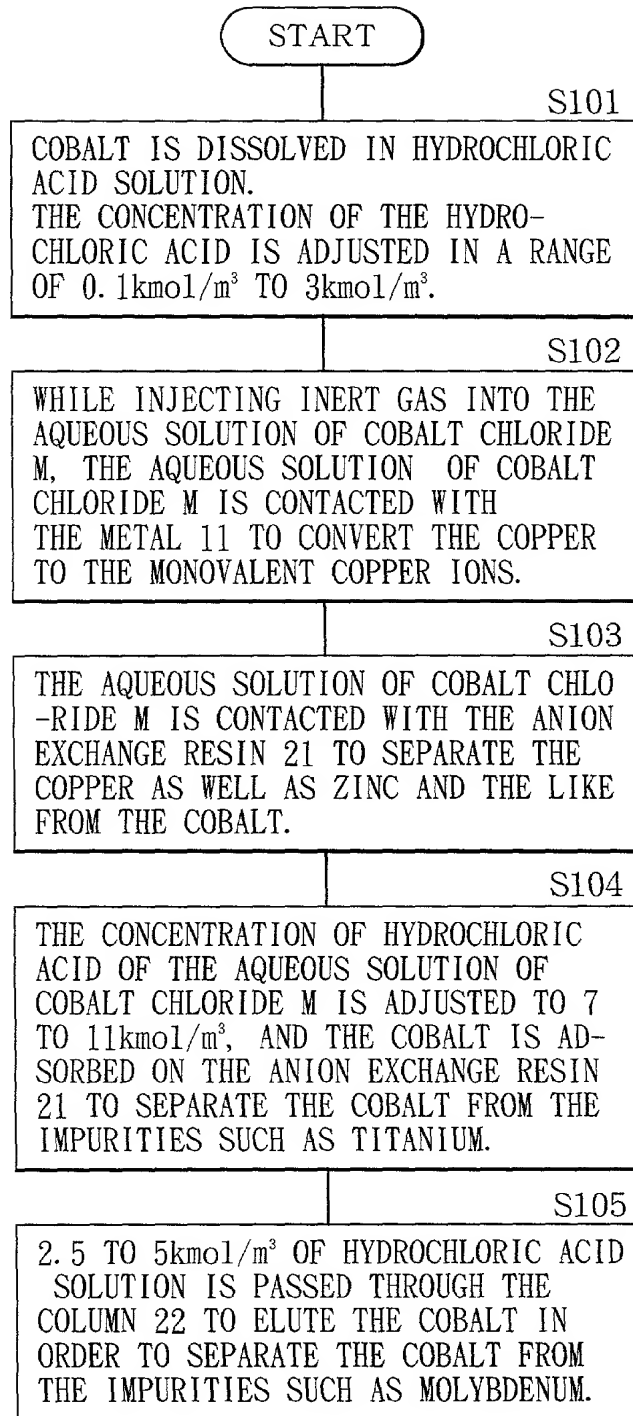 START
S101
COBALT IS DISSOLVED IN HYDROCHLORIC
ACID SOLUTION.
THE CONCENTRATION OF THE HYDRO-
CHLORIC ACID IS ADJUSTED IN A RANGE
OF 0.1kmol/m³ TO 3kmol/m³.
S102
WHILE INJECTING INERT GAS INTO THE
AQUEOUS SOLUTION OF COBALT CHLORIDE
M, THE AQUEOUS SOLUTION OF COBALT
CHLORIDE M IS CONTACTED WITH
THE METAL 11 TO CONVERT THE COPPER
TO THE MONOVALENT COPPER IONS.
S103
THE AQUEOUS SOLUTION OF COBALT CHLO
-RIDE M IS CONTACTED WITH THE ANION
EXCHANGE RESIN 21 TO SEPARATE THE
COPPER AS WELL AS ZINC AND THE LIKE
FROM THE COBALT.
S104
THE CONCENTRATION OF HYDROCHLORIC
ACID OF THE AQUEOUS SOLUTION OF
COBALT CHLORIDE M IS ADJUSTED TO 7
TO 11kmol/m³, AND THE COBALT IS AD-
SORBED ON THE ANION EXCHANGE RESIN
21 TO SEPARATE THE COBALT FROM THE
IMPURITIES SUCH AS TITANIUM.
S105
2.5 TO 5kmol/m³ OF HYDROCHLORIC ACID
SOLUTION IS PASSED THROUGH THE
COLUMN 22 TO ELUTE THE COBALT IN
ORDER TO SEPARATE THE COBALT FROM
THE IMPURITIES SUCH AS MOLYBDENUM.